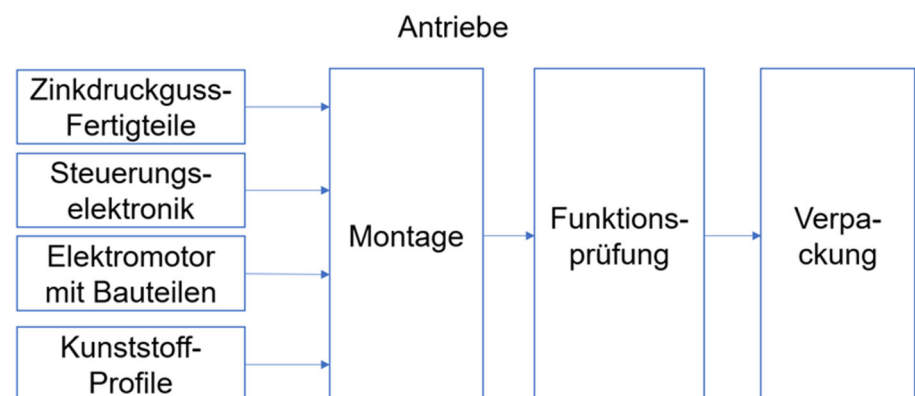 Antriebe
Zinkdruckguss-
Fertigteile
Steuerungs-
elektronik
Elektromotor
mit Bauteilen
Kunststoff-
Profile
Montage
Funktions-
prüfung
Verpa-
ckung